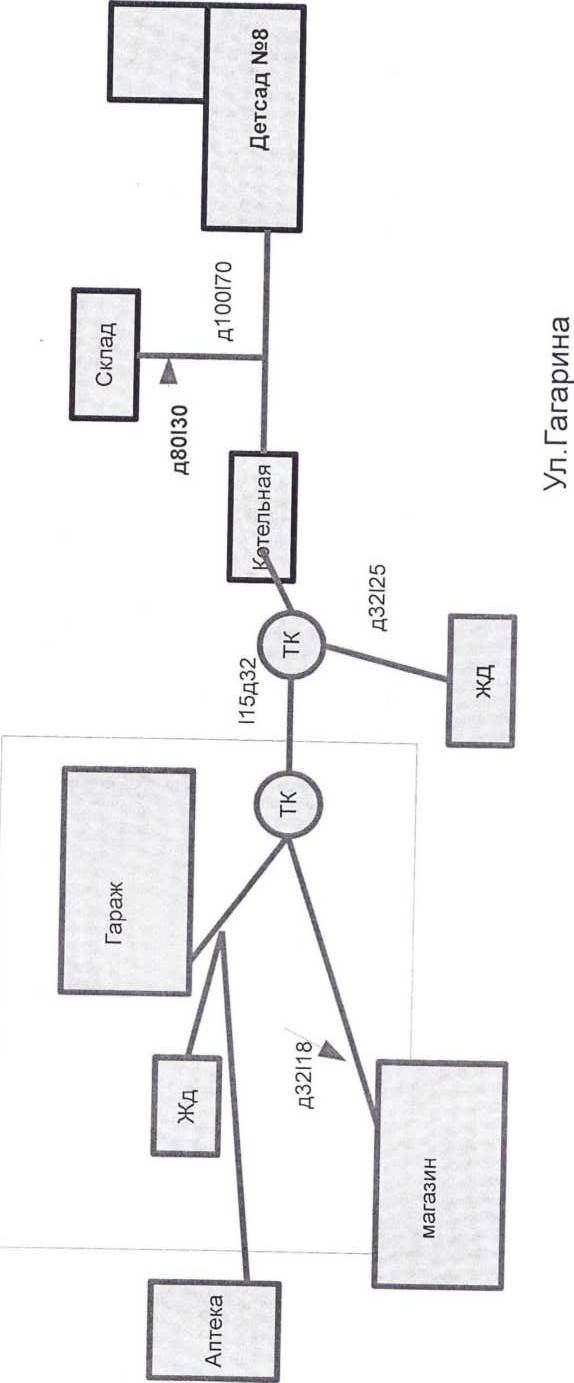 Детсад №8
Склад
д100l70
д80l30
Котельная
Ул.Гагарина
ТК
д32l25
l15д32
жд
ТК
Гараж
Жд
д32l18
магазин
Аптека